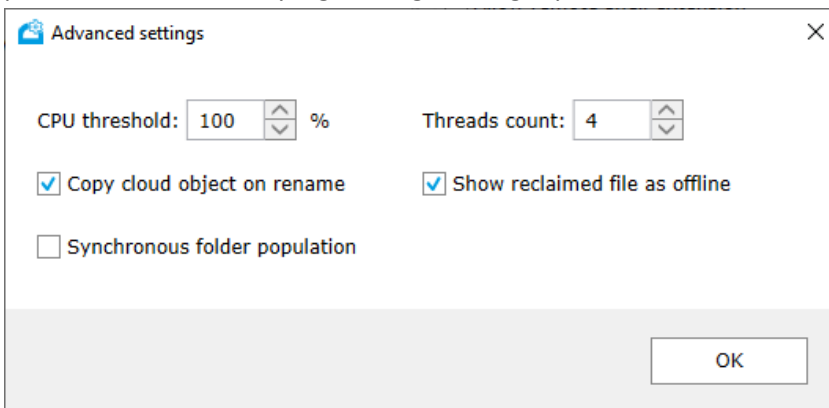 Advanced settings
CPU threshold: 100 % Threads count: 4
Copy cloud object on rename Show reclaimed file as offline
Synchronous folder population
OK